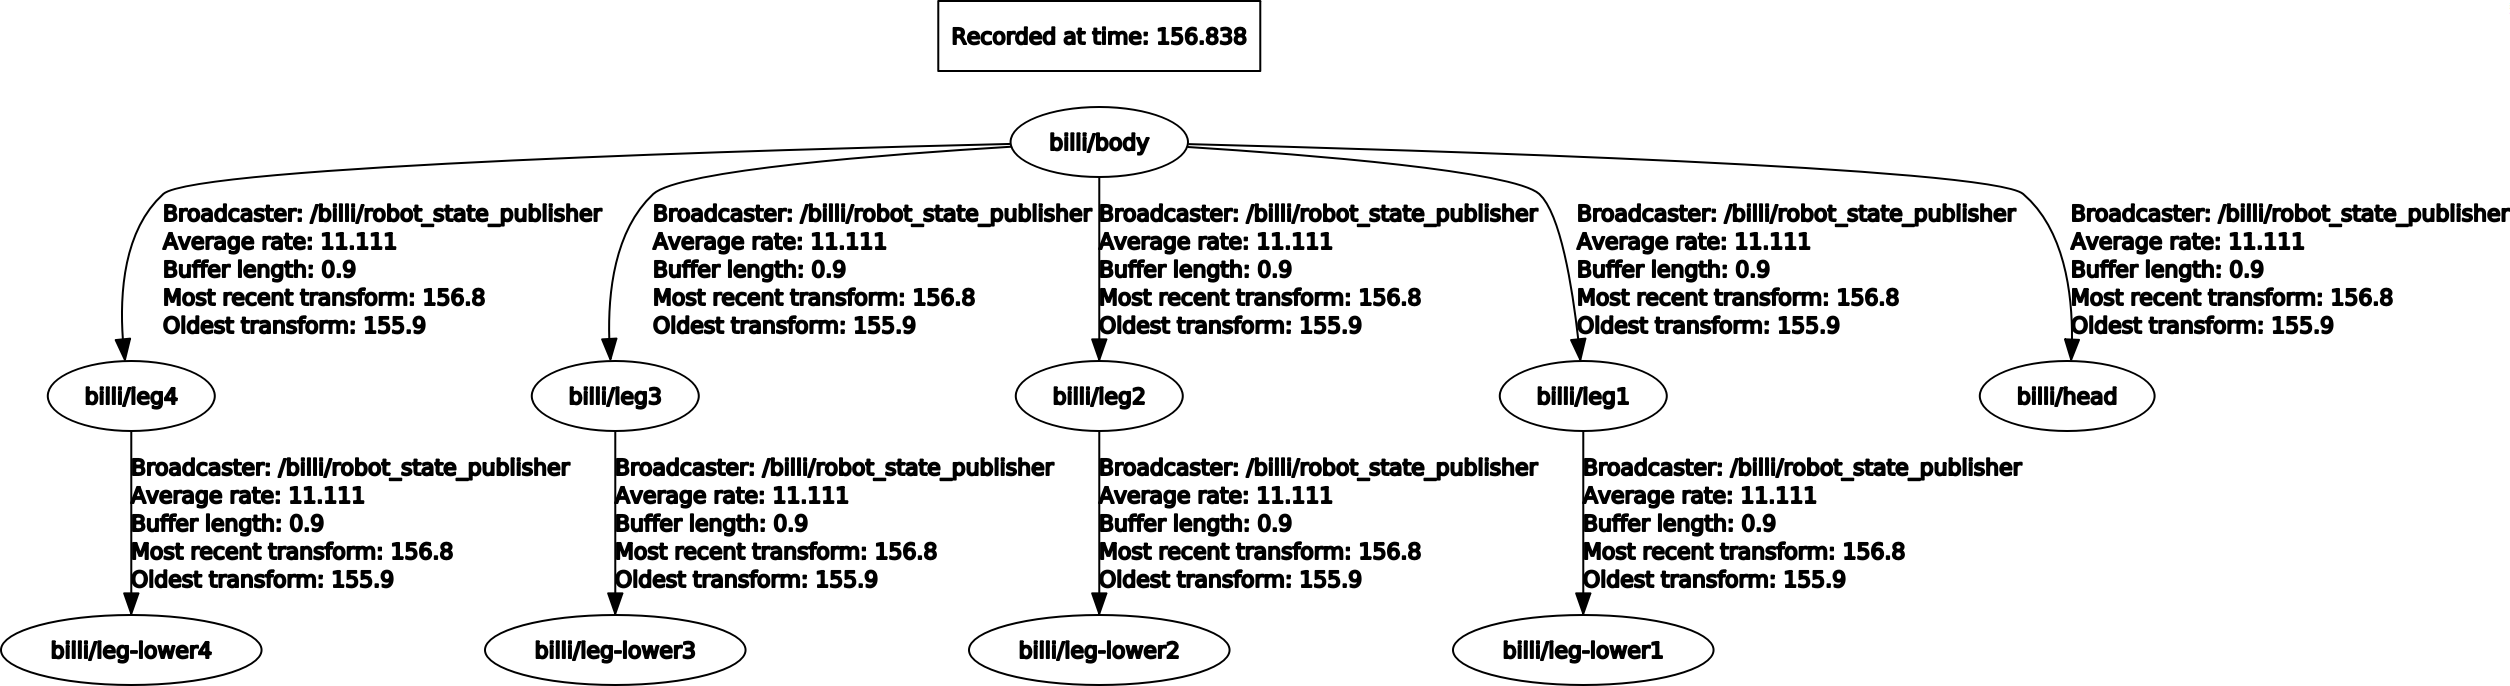 Recorded at time: 156.838
billi/body
Broadcaster: /billi/robot_state_publisher
Average rate: 11.111
Buffer length: 0.9
Most recent transform: 156.8
Oldest transform: 155.9
Broadcaster: /billi/robot_state_publisher
Average rate: 11.111
Buffer length: 0.9
Most recent transform: 156.8
Oldest transform: 155.9
Broadcaster: /billi/robot_state_publisher
Average rate: 11.111
Buffer length: 0.9
Most recent transform: 156.8
Oldest transform: 155.9
Broadcaster: /billi/robot_state_publisher
Average rate: 11.111
Buffer length: 0.9
Most recent transform: 156.8
Oldest transform: 155.9
Broadcaster: /billi/robot_state_publisher
Average rate: 11.111
Buffer length: 0.9
Most recent transform: 156.8
Oldest transform: 155.9
billi/leg4
billi/leg3
billi/leg2
billi/leg1
billi/head
Broadcaster: /billi/robot_state_publisher
Average rate: 11.111
Buffer length: 0.9
Most recent transform: 156.8
Oldest transform: 155.9
Broadcaster: /billi/robot_state_publisher
Average rate: 11.111
Buffer length: 0.9
Most recent transform: 156.8
Oldest transform: 155.9
Broadcaster: /billi/robot_state_publisher
Average rate: 11.111
Buffer length: 0.9
Most recent transform: 156.8
Oldest transform: 155.9
Broadcaster: /billi/robot_state_publisher
Average rate: 11.111
Buffer length: 0.9
Most recent transform: 156.8
Oldest transform: 155.9
billi/leg-lower4
billi/leg-lower3
billi/leg-lower2
billi/leg-lower1